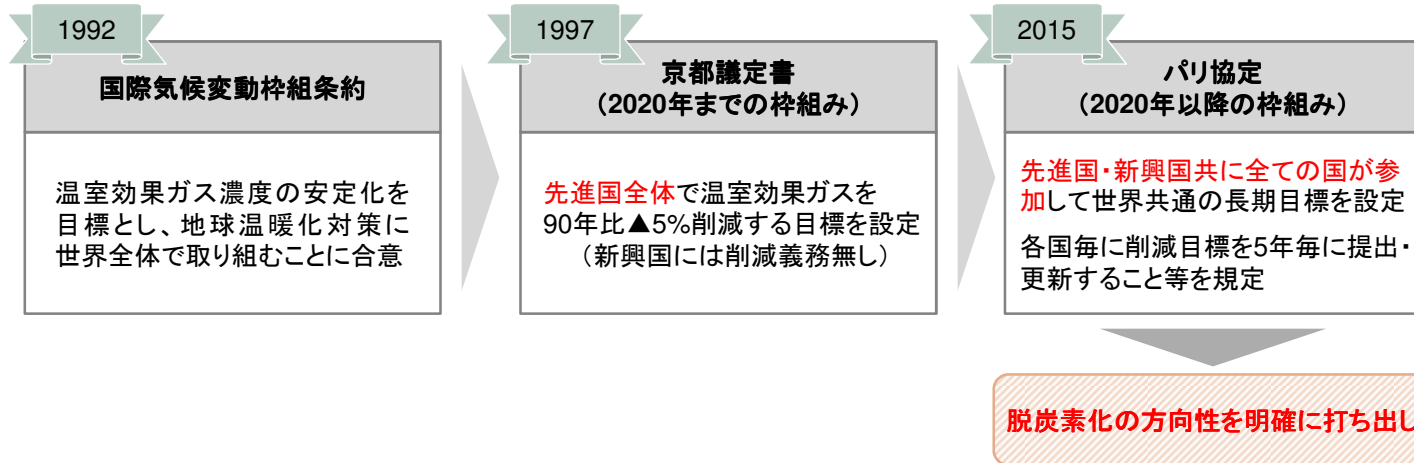 1992
国際気候変動枠組条約
温室効果ガス濃度の安定化を
目標とし、地球温暖化対策に
世界全体で取り組むことに合意
1997
京都議定書
（2020年までの枠組み）
先進国全体で温室効果ガスを
90年比▲5%削減する目標を設定
（新興国には削減義務無し）
2015
パリ協定
（2020年以降の枠組み）
先進国・新興国共に全ての国が参
加して世界共通の長期目標を設定
各国毎に削減目標を5年毎に提出・
更新すること等を規定
脱炭素化の方向性を明確に打ち出し